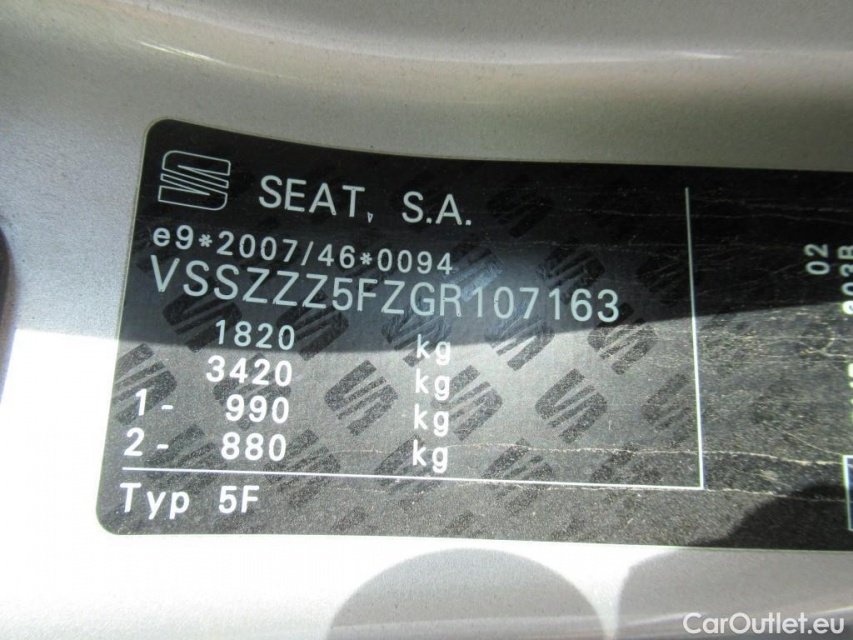 SEAT, S.A.
e9*2007/46*0094
VSSZZZ5FZGR107163
1820 kg
3420 kg
1- 990 kg
2- 880 kg
Typ 5F
02
CarOutlet.eu